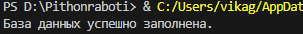 PS D:\Pithonraboti> & C:/Users/vikag/AppDat
База данных успешно заполнена.